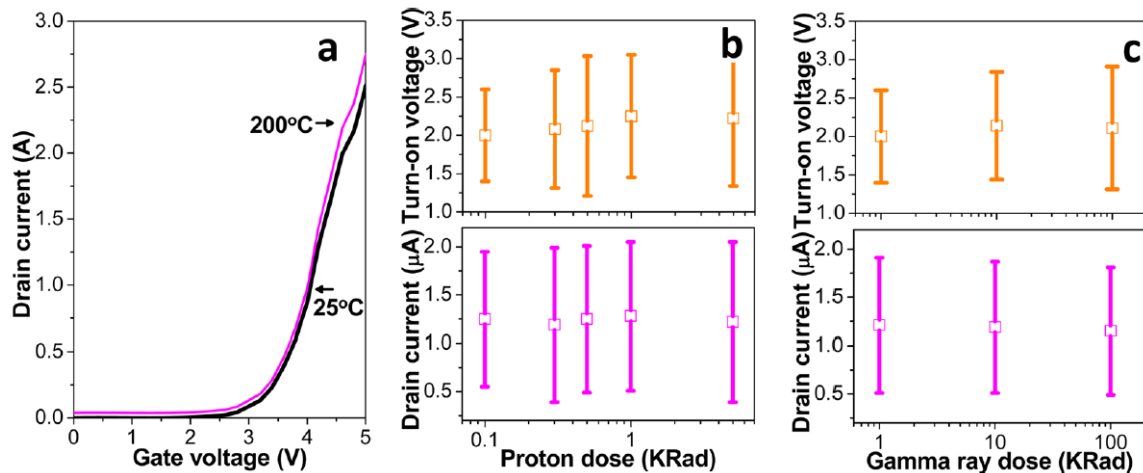 a
3.0
2.5
2.0
1.5
1.0
0.5
0.0
Drain current (A)
200°C
25°C
0 1 2 3 4 5
Gate voltage (V)
b
3.0
2.5
2.0
1.5
1.0
Turn-on voltage (V)
2.0
1.5
1.0
0.5
Drain current (μA)
0.1 1
Proton dose (KRad)
c
3.0
2.5
2.0
1.5
1.0
Turn-on voltage (V)
2.0
1.5
1.0
0.5
Drain current (μA)
1 10 100
Gamma ray dose (KRad)